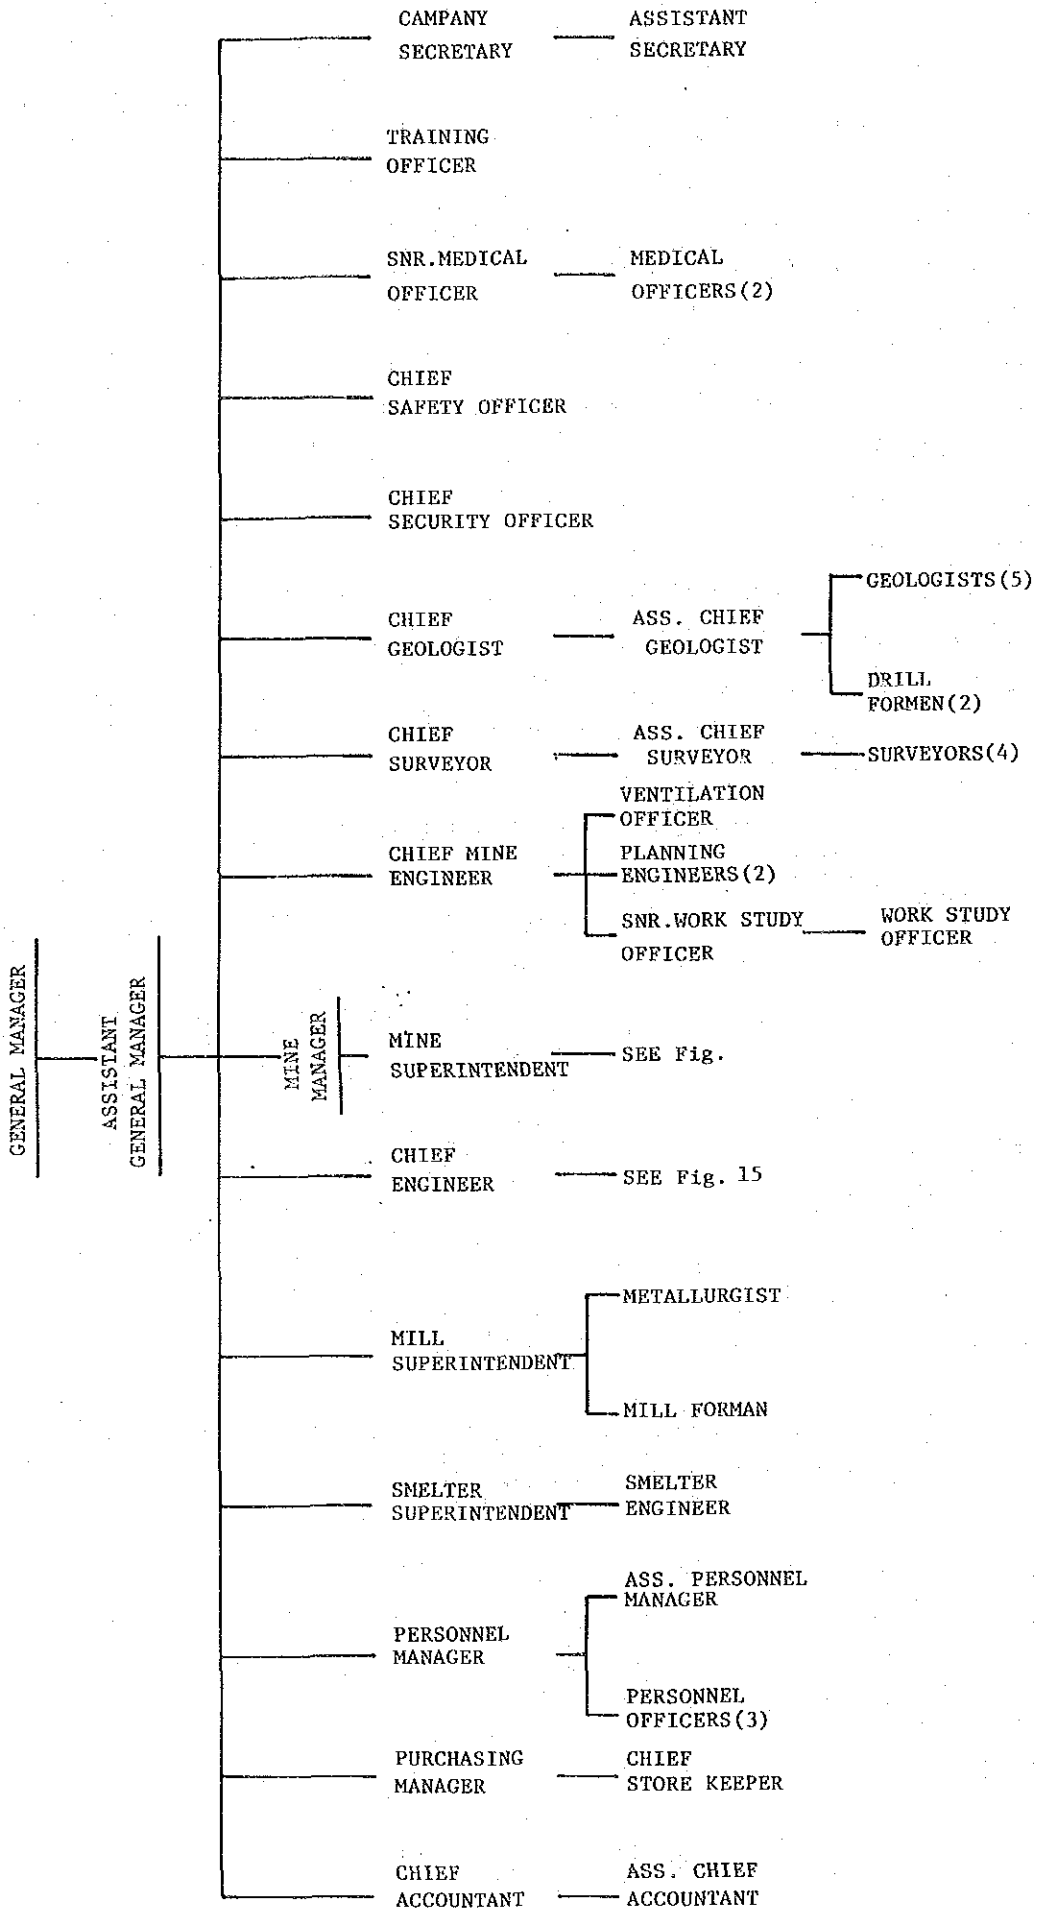 CAMPANY
SECRETARY
ASSISTANT
SECRETARY
TRAINING
OFFICER
SNR.MEDICAL
OFFICER
MEDICAL
OFFICERS(2)
CHIEF
SAFETY OFFICER
CHIEF
SECURITY OFFICER
CHIEF
GEOLOGIST
ASS. CHIEF
GEOLOGIST
GEOLOGISTS(5)
DRILL
FORMEN(2)
CHIEF
SURVEYOR
ASS. CHIEF
SURVEYOR
SURVEYORS(4)
CHIEF MINE
ENGINEER
VENTILATION
OFFICER
PLANNING
ENGINEERS(2)
SNR.WORK STUDY
OFFICER
WORK STUDY
OFFICER
GENERAL MANAGER
ASSISTANT
GENERAL MANAGER
MINE
MANAGER
MINE
SUPERINTENDENT
SEE Fig.
CHIEF
ENGINEER
SEE Fig. 15
MILL
SUPERINTENDENT
METALLURGIST
MILL FORMAN
SMELTER
SUPERINTENDENT
SMELTER
ENGINEER
PERSONNEL
MANAGER
ASS. PERSONNEL
MANAGER
PERSONNEL
OFFICERS(3)
PURCHASING
MANAGER
CHIEF
STORE KEEPER
CHIEF
ACCOUNTANT
ASS. CHIEF
ACCOUNTANT